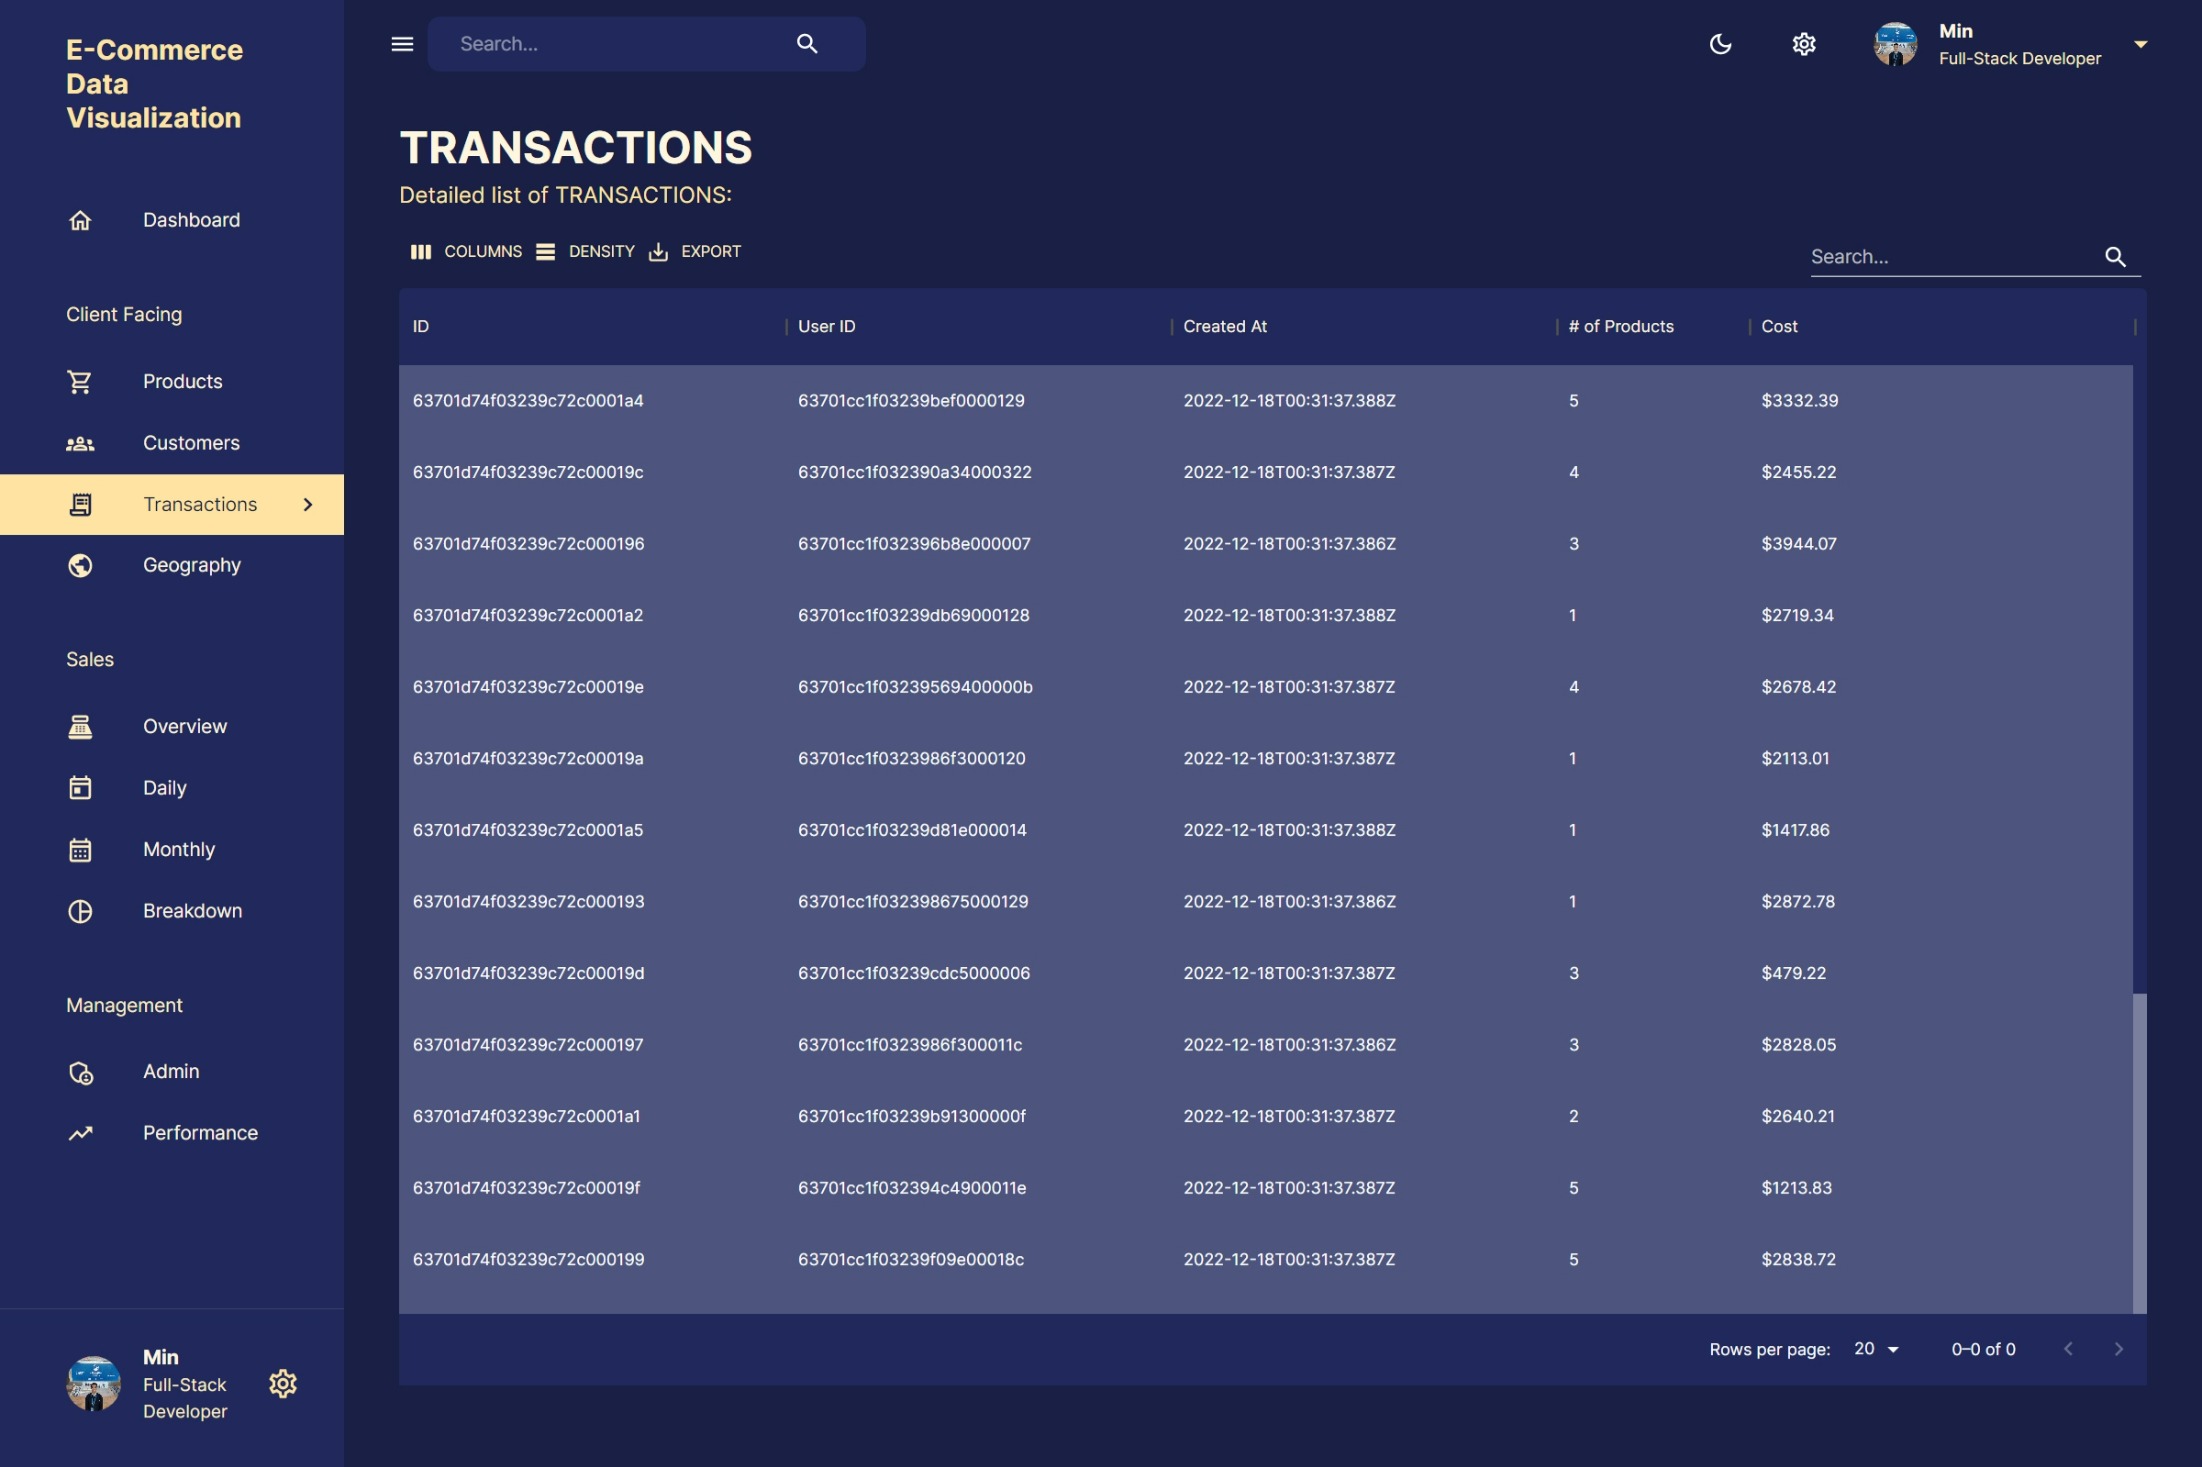 E-Commerce
Data
Visualization
Dashboard
Client Facing
Products
Customers
Transactions
Geography
Sales
Overview
Daily
Monthly
Breakdown
Management
Admin
Performance
Min
Full-Stack
Developer
Search...
Min
Full-Stack Developer
TRANSACTIONS
Detailed list of TRANSACTIONS:
COLUMNS DENSITY EXPORT
Search...
ID User ID Created At # of Products Cost
63701d74f03239c72c0001a4 63701cc1f03239bef0000129 2022-12-18T00:31:37.388Z 5 $3332.39
63701d74f03239c72c00019c 63701cc1f032390a34000322 2022-12-18T00:31:37.387Z 4 $2455.22
63701d74f03239c72c000196 63701cc1f032396b8e000007 2022-12-18T00:31:37.386Z 3 $3944.07
63701d74f03239c72c0001a2 63701cc1f03239db69000128 2022-12-18T00:31:37.388Z 1 $2719.34
63701d74f03239c72c00019e 63701cc1f03239569400000b 2022-12-18T00:31:37.387Z 4 $2678.42
63701d74f03239c72c00019a 63701cc1f0323986f3000120 2022-12-18T00:31:37.387Z 1 $2113.01
63701d74f03239c72c0001a5 63701cc1f03239d81e000014 2022-12-18T00:31:37.388Z 1 $1417.86
63701d74f03239c72c000193 63701cc1f032398675000129 2022-12-18T00:31:37.386Z 1 $2872.78
63701d74f03239c72c00019d 63701cc1f03239cdc5000006 2022-12-18T00:31:37.387Z 3 $479.22
63701d74f03239c72c000197 63701cc1f0323986f300011c 2022-12-18T00:31:37.386Z 3 $2828.05
63701d74f03239c72c0001a1 63701cc1f03239b91300000f 2022-12-18T00:31:37.387Z 2 $2640.21
63701d74f03239c72c00019f 63701cc1f032394c4900011e 2022-12-18T00:31:37.387Z 5 $1213.83
63701d74f03239c72c000199 63701cc1f03239f09e00018c 2022-12-18T00:31:37.387Z 5 $2838.72
Rows per page: 20 0–0 of 0